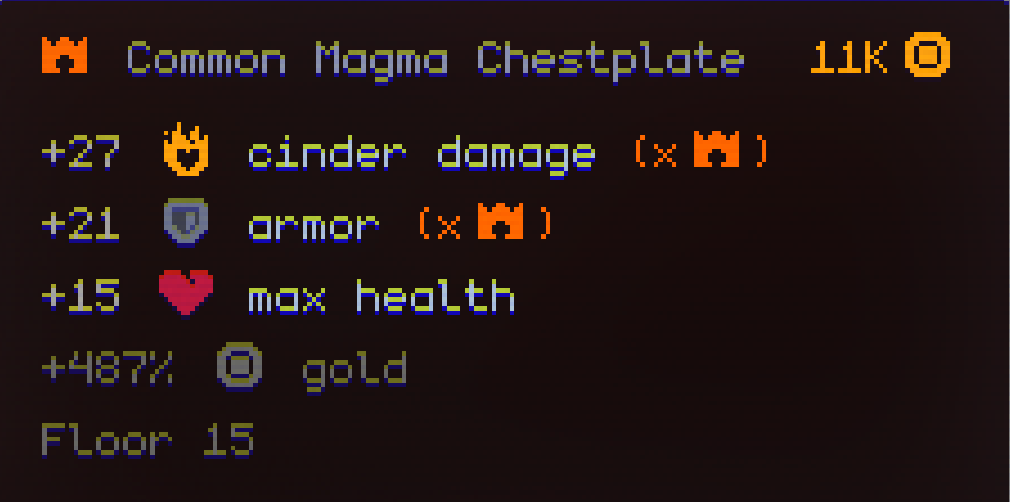 Common Magma Chestplate 11K
+27 cinder damage (x )
+21 armor (x )
+15 max health
+487% gold
Floor 15